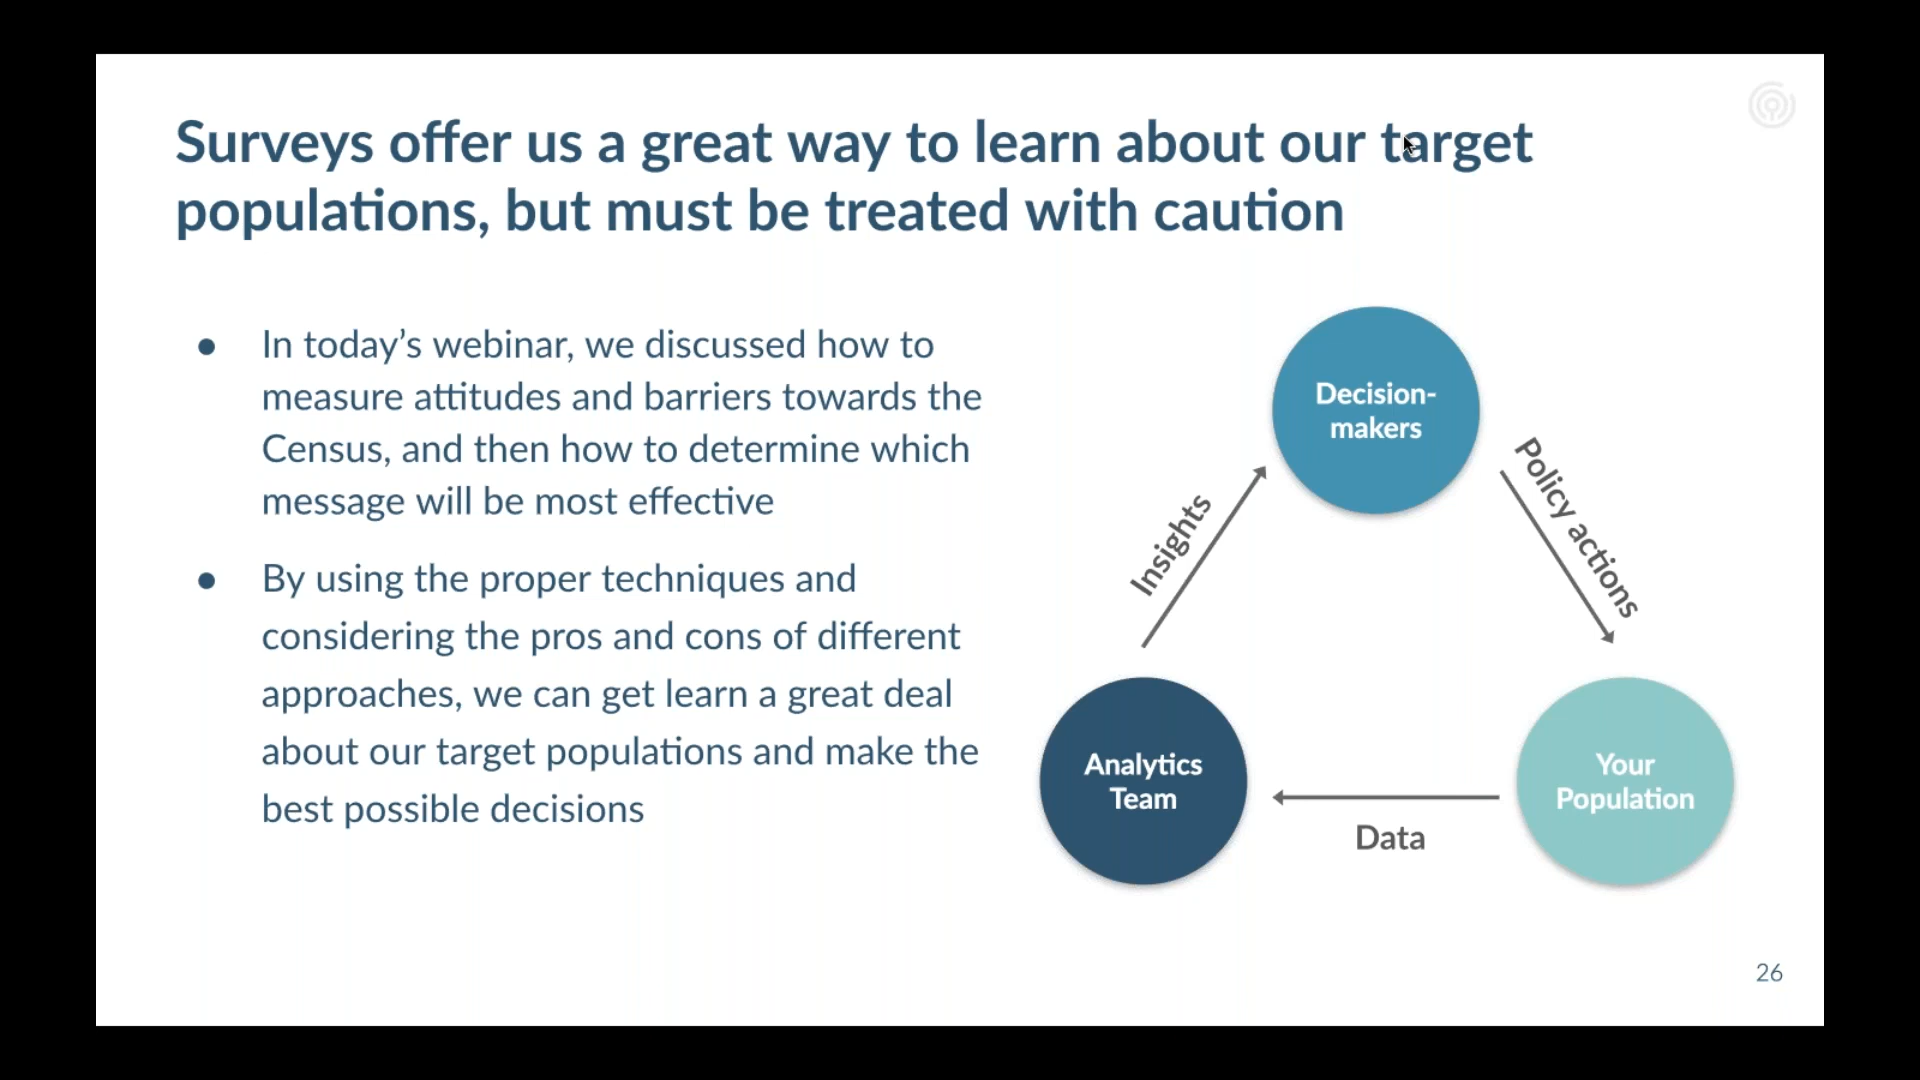 Surveys offer us a great way to learn about our target
populations, but must be treated with caution
● In today’s webinar, we discussed how to
measure attitudes and barriers towards the
Census, and then how to determine which
message will be most effective
● By using the proper techniques and
considering the pros and cons of different
approaches, we can get learn a great deal
about our target populations and make the
best possible decisions
Decision-
makers
Insights
Policy actions
Analytics
Team
Your
Population
Data
26